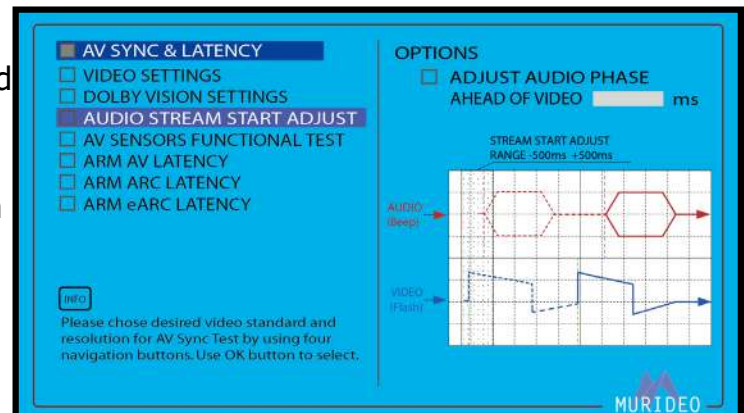 AV SYNC & LATENCY
VIDEO SETTINGS
DOLBY VISION SETTINGS
AUDIO STREAM START ADJUST
AV SENSORS FUNCTIONAL TEST
ARM AV LATENCY
ARM ARC LATENCY
ARM eARC LATENCY
INFO
Please chose desired video standard and
resolution for AV Sync Test by using four
navigation buttons. Use OK button to select.
OPTIONS
ADJUST AUDIO PHASE
AHEAD OF VIDEO ms
STREAM START ADJUST
RANGE -500ms +500ms
AUDIO
(Beep)
VIDEO
(Flash)
MURIDEO